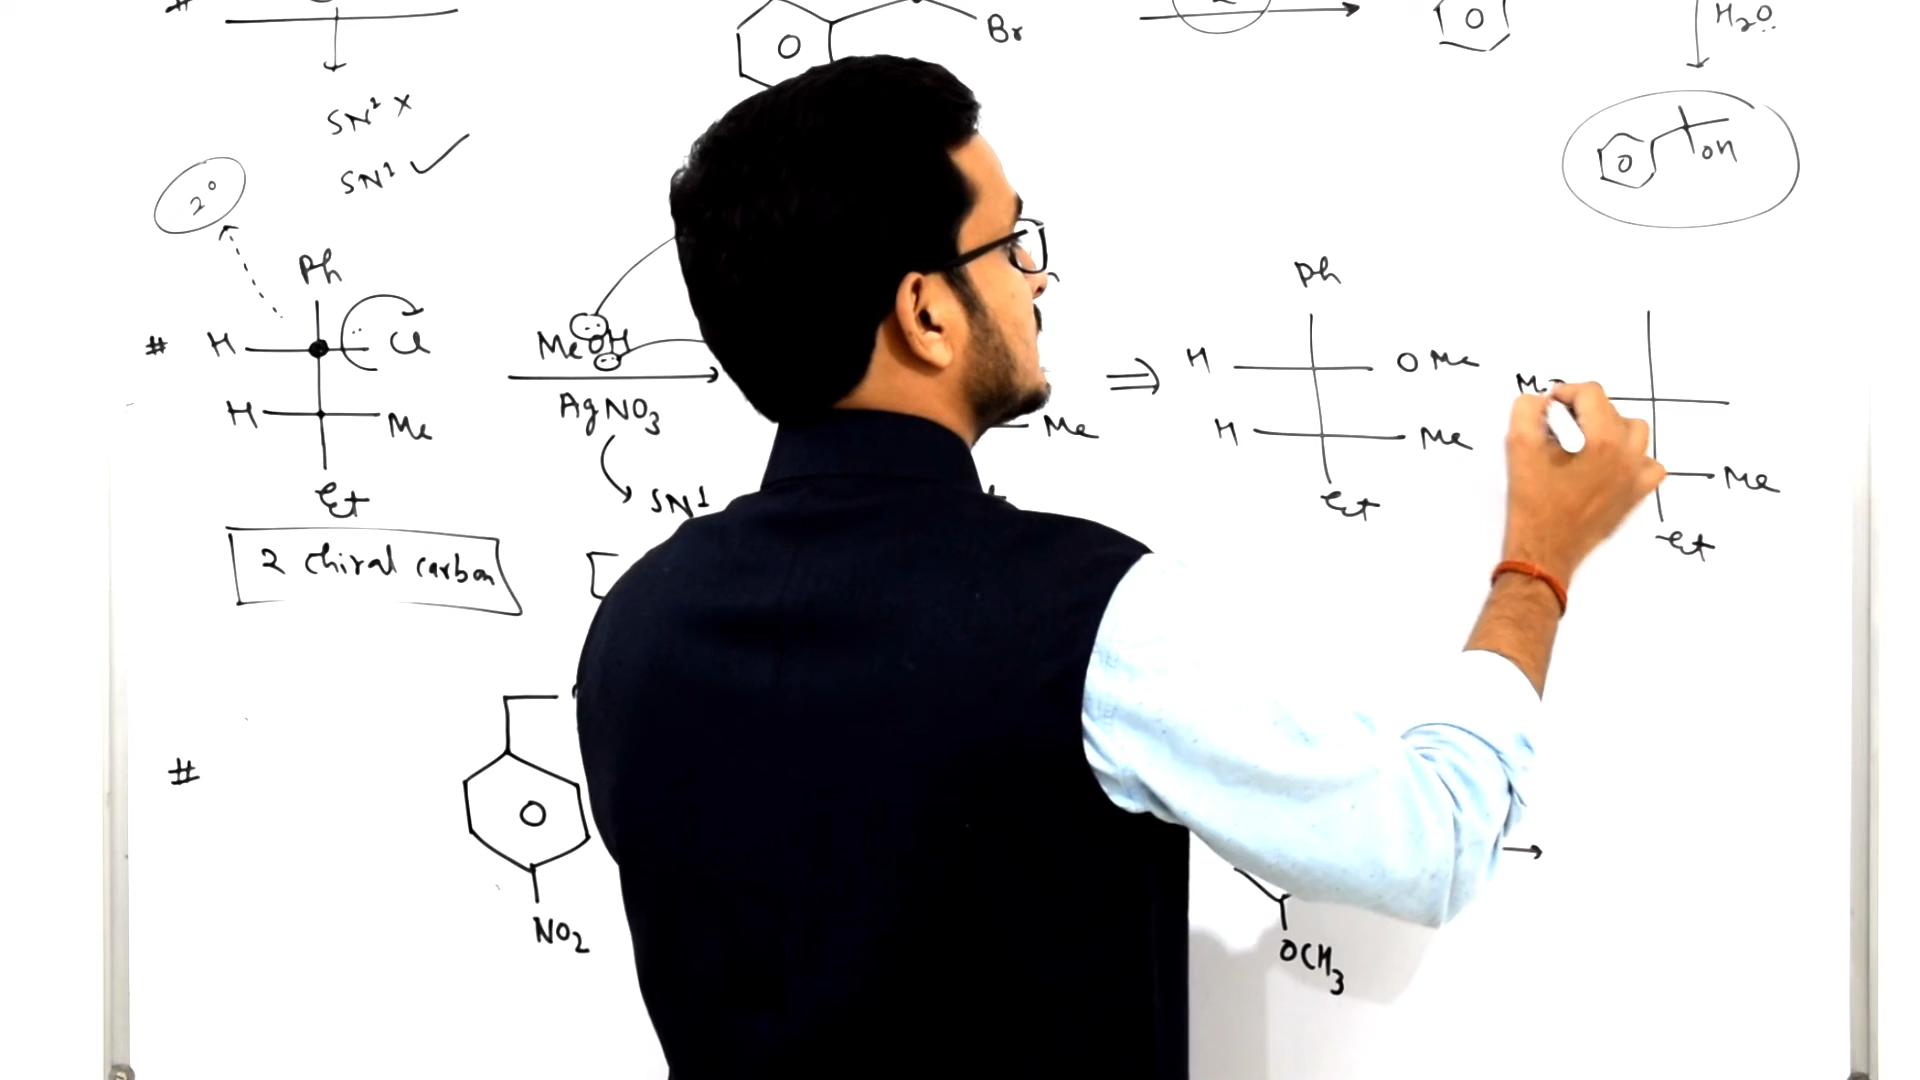 #
Br
H₂O
SN² X
SN¹ ✓
OH
2°
Ph
# H Cl
H Me
Et
2 chiral carbon
MeOH
AgNO₃
SN¹
Me
⇒
Ph
H OMe
H Me
Et
Me
Et
#
NO₂
OCH₃